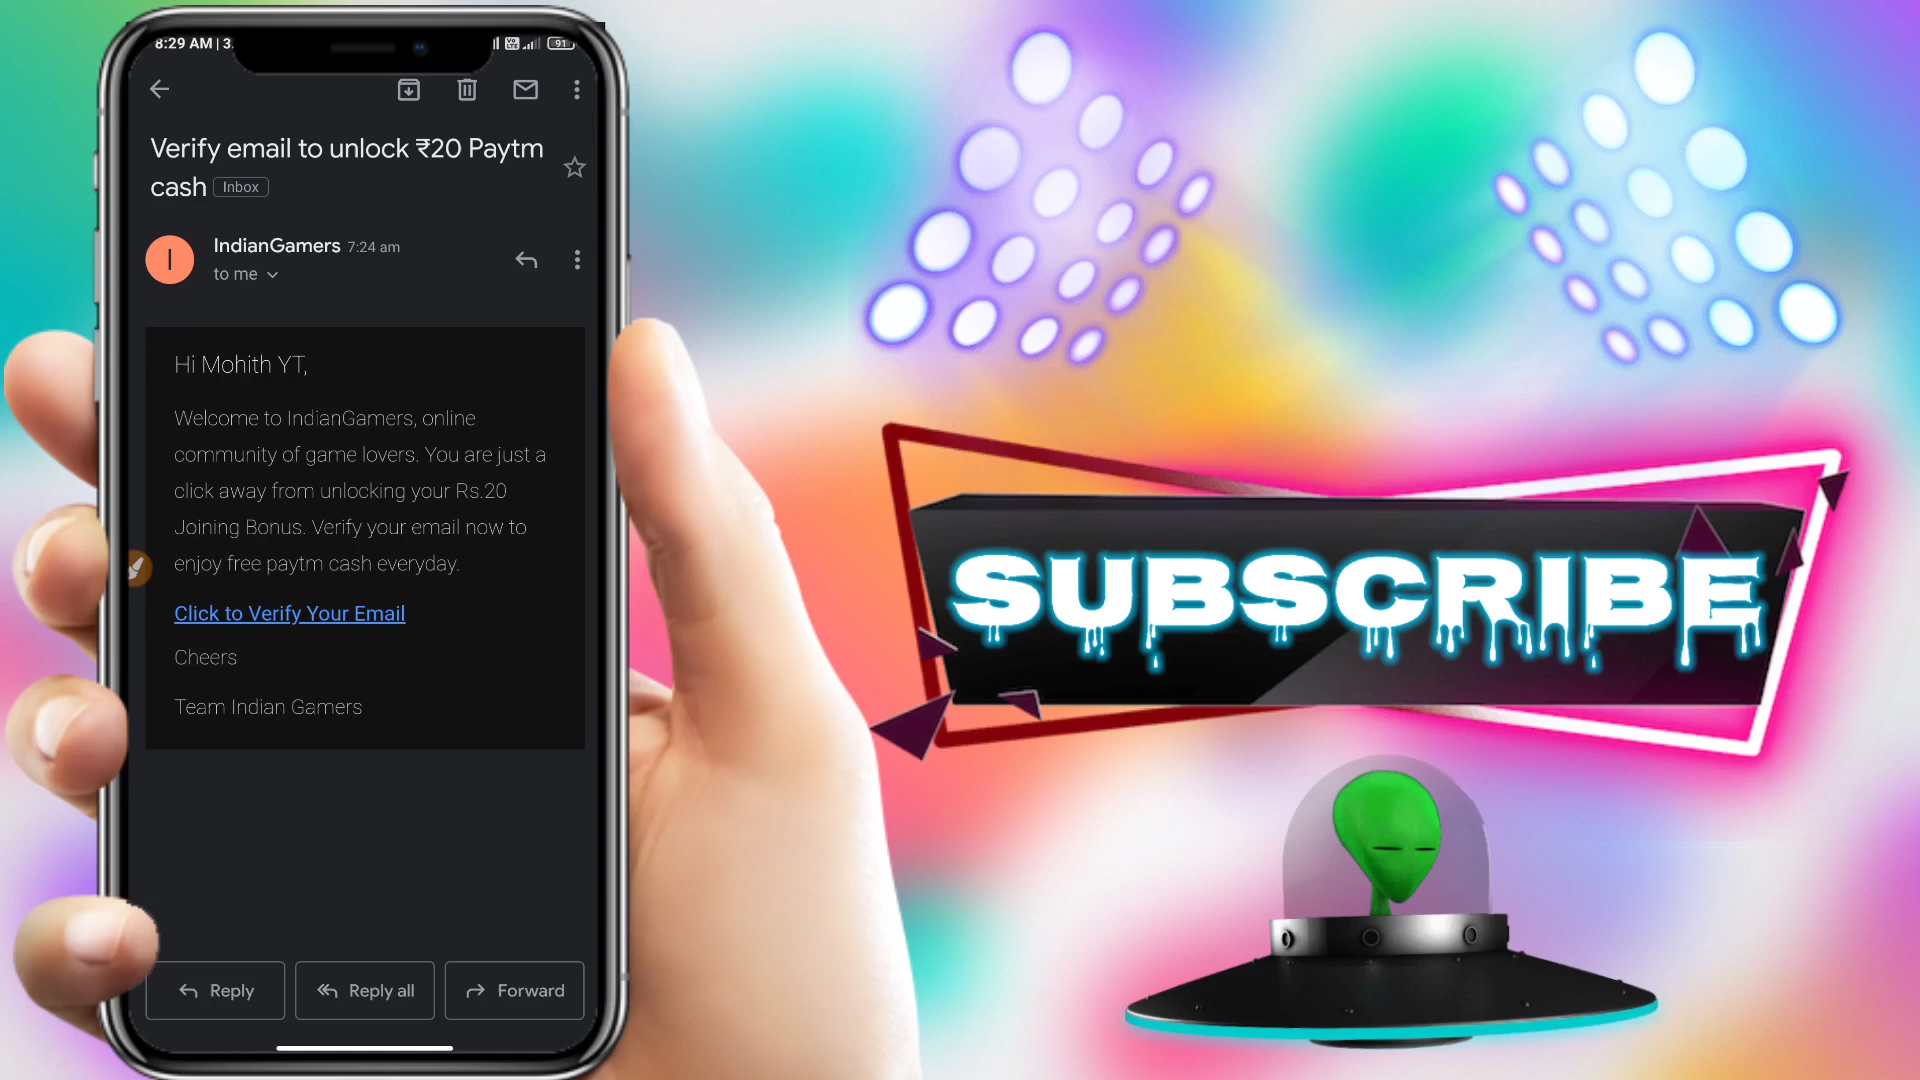 8:29 AM | 3.
91
Verify email to unlock ₹20 Paytm
cash Inbox
I
IndianGamers 7:24 am
to me
Hi Mohith YT,
Welcome to IndianGamers, online
community of game lovers. You are just a
click away from unlocking your Rs.20
Joining Bonus. Verify your email now to
enjoy free paytm cash everyday.
Click to Verify Your Email
Cheers
Team Indian Gamers
Reply
Reply all
Forward
SUBSCRIBE